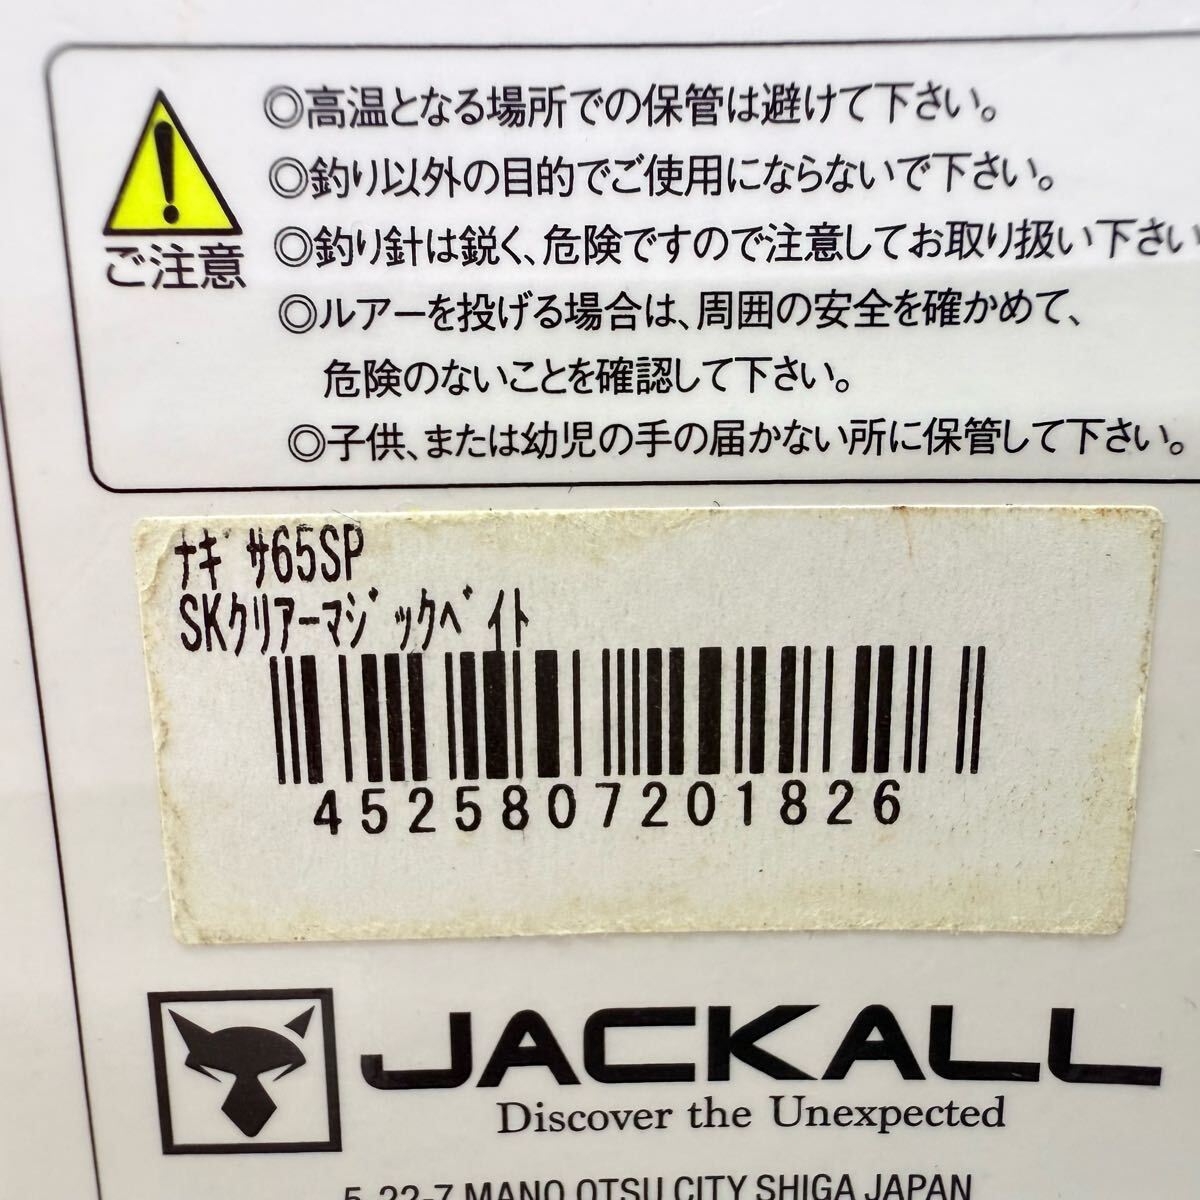 ◎高温となる場所での保管は避けて下さい。
◎釣り以外の目的でご使用にならないで下さい。
◎釣り針は鋭く、危険ですので注意してお取り扱い下さい
◎ルアーを投げる場合は、周囲の安全を確かめて、
危険のないことを確認して下さい。
◎子供、または幼児の手の届かない所に保管して下さい。
ご注意
ﾅｷﾞｻ65SP
SKｸﾘｱｰﾏｼﾞｯｸﾍﾞｲﾄ
4525807201826
JACKALL
Discover the Unexpected
5-22-7 MANO OTSU CITY SHIGA JAPAN